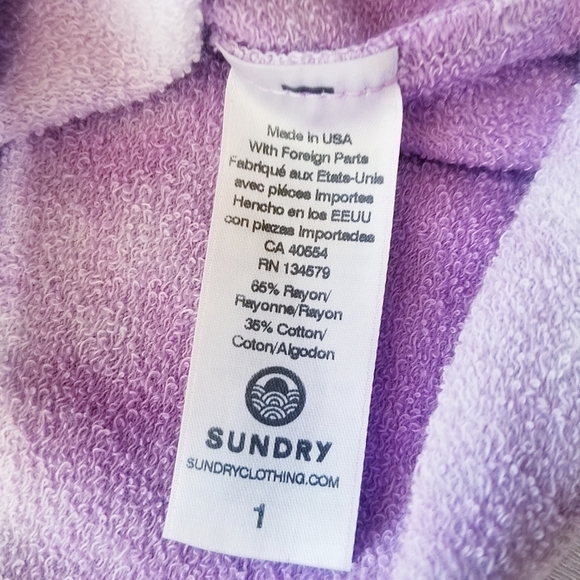 Made in USA
With Foreign Parts
Fabriqué aux Etats-Unis
avec piéces importes
Hencho en los EEUU
con piezas importadas
CA 40554
RN 134579
65% Rayon/
Rayonne/Rayon
35% Cotton/
Coton/Algodon
SUNDRY
SUNDRYCLOTHING.COM
1